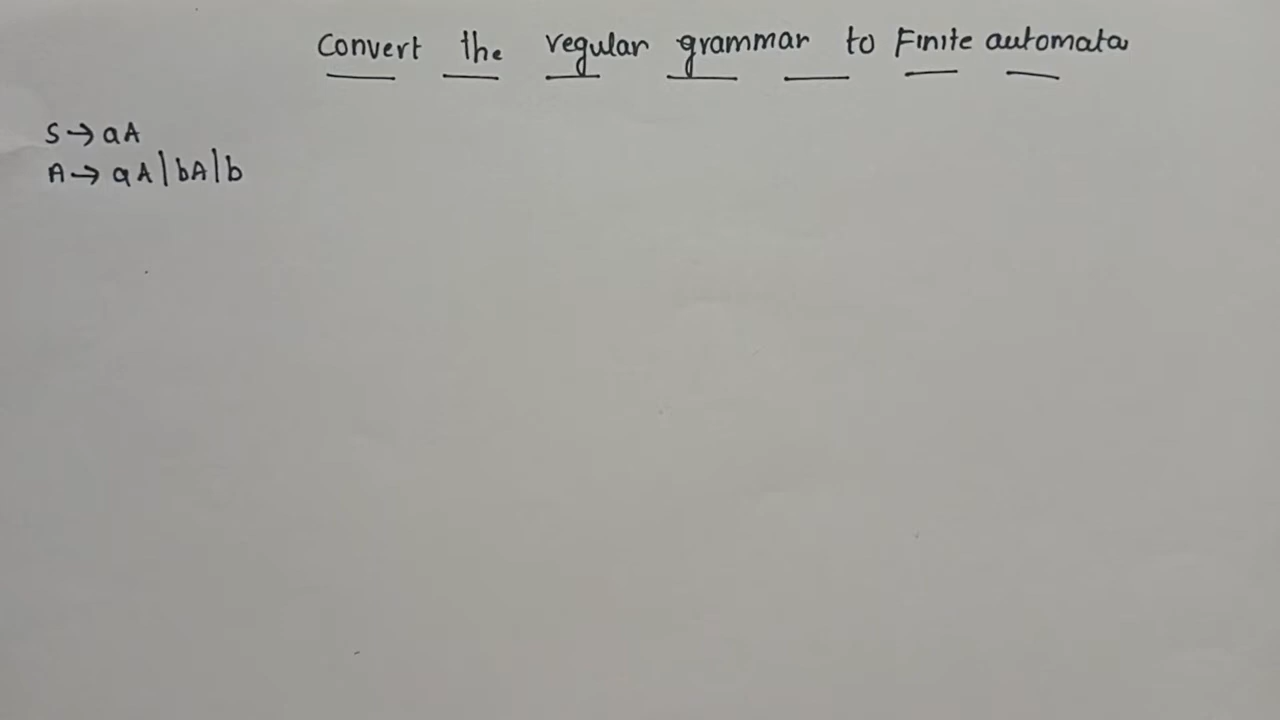 Convert the regular grammar to Finite automata
S → aA
A → aA|bA|b